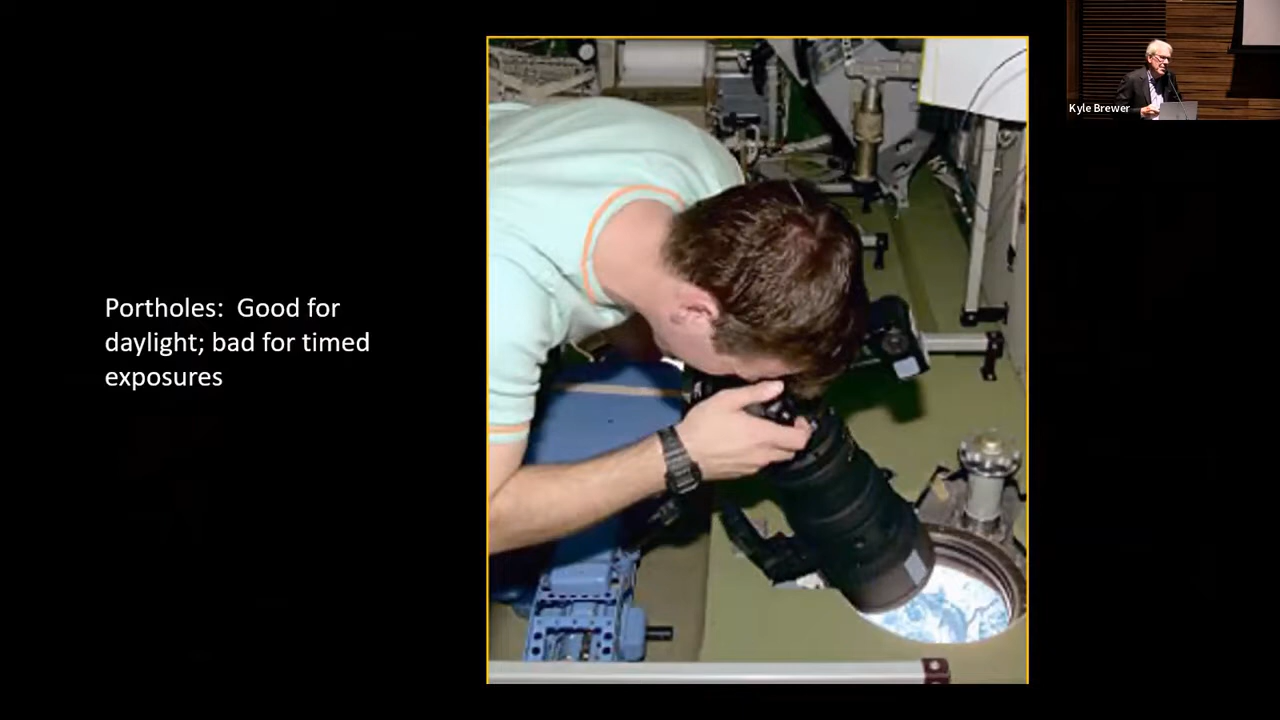 Portholes:  Good for
daylight; bad for timed
exposures
Kyle Brewer